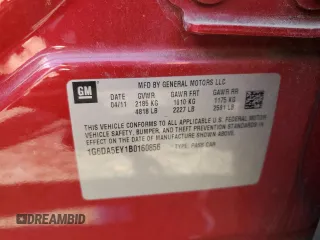 GM
MFD BY GENERAL MOTORS LLC.
DATE GVWR GAWR FRT GAWR RR
04/11 2185 KG 1010 KG 1175 KG
4818 LB 2227 LB 2591 LB
THIS VEHICLE CONFORMS TO ALL APPLICABLE U.S. FEDERAL MOTOR
VEHICLE SAFETY, BUMPER, AND THEFT PREVENTION STANDARDS IN
EFFECT ON THE DATE OF MANUFACTURE SHOWN ABOVE.
TYPE: PASS CAR
DREAMBID